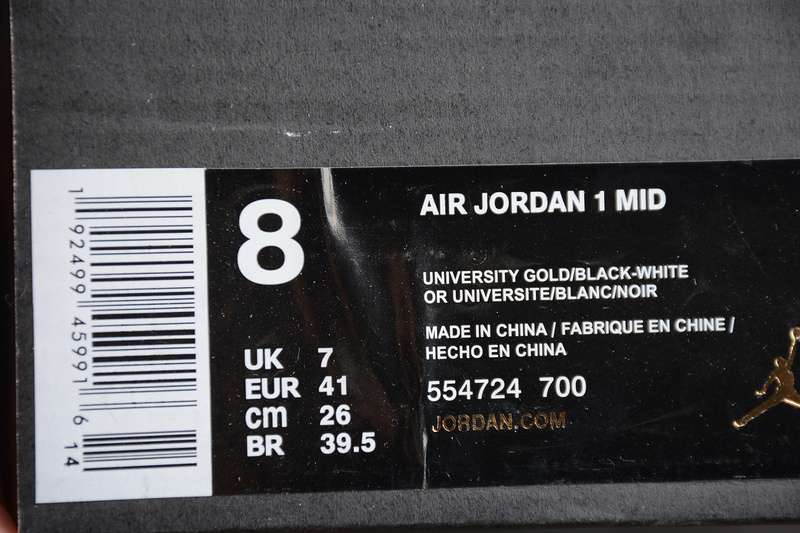 1 92499 45991 6 14
8
UK 7
EUR 41
cm 26
BR 39.5
AIR JORDAN 1 MID
UNIVERSITY GOLD/BLACK-WHITE
OR UNIVERSITE/BLANC/NOIR
MADE IN CHINA / FABRIQUE EN CHINE /
HECHO EN CHINA
554724 700
JORDAN.COM